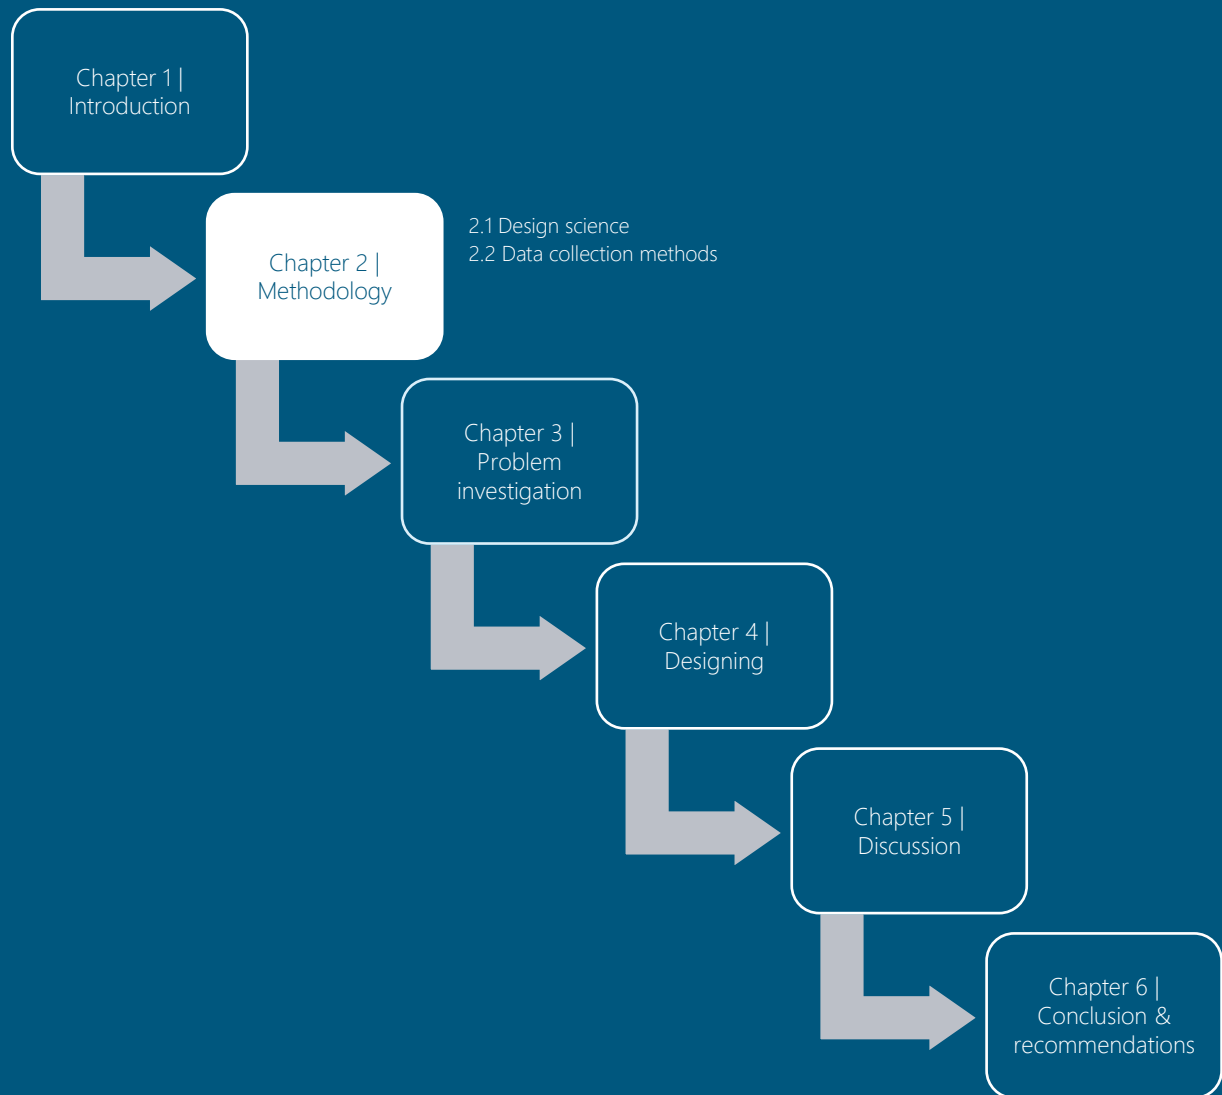 Chapter 1 |
Introduction
Chapter 2 |
Methodology
2.1 Design science
2.2 Data collection methods
Chapter 3 |
Problem
investigation
Chapter 4 |
Designing
Chapter 5 |
Discussion
Chapter 6 |
Conclusion &
recommendations